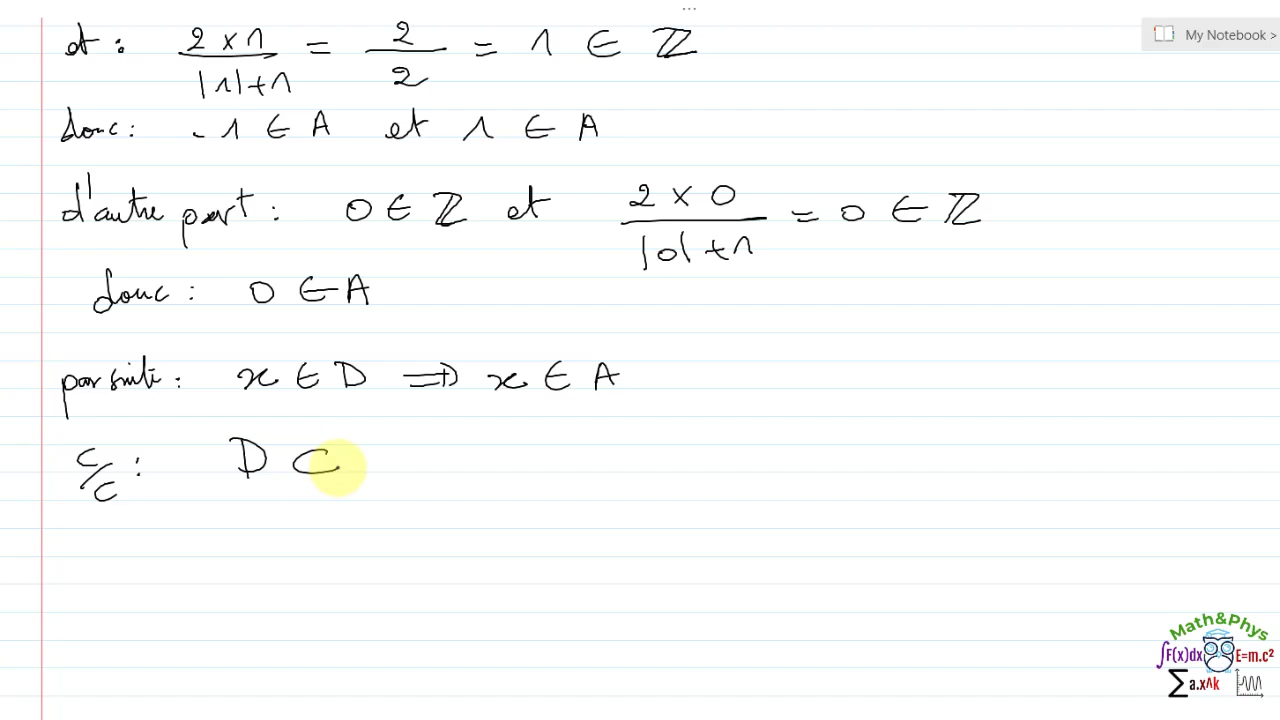 ...
My Notebook >
et : 2 × 1 / |1| + 1 = 2 / 2 = 1 ∈ ℤ
donc : -1 ∈ A et 1 ∈ A
d'autre part : 0 ∈ ℤ et 2 × 0 / |0| + 1 = 0 ∈ ℤ
donc : 0 ∈ A
par suite : x ∈ D ⟹ x ∈ A
C/C : D ⊂
Math&Phys
∫F(x)dx E=m.c²
∑ a.x^k